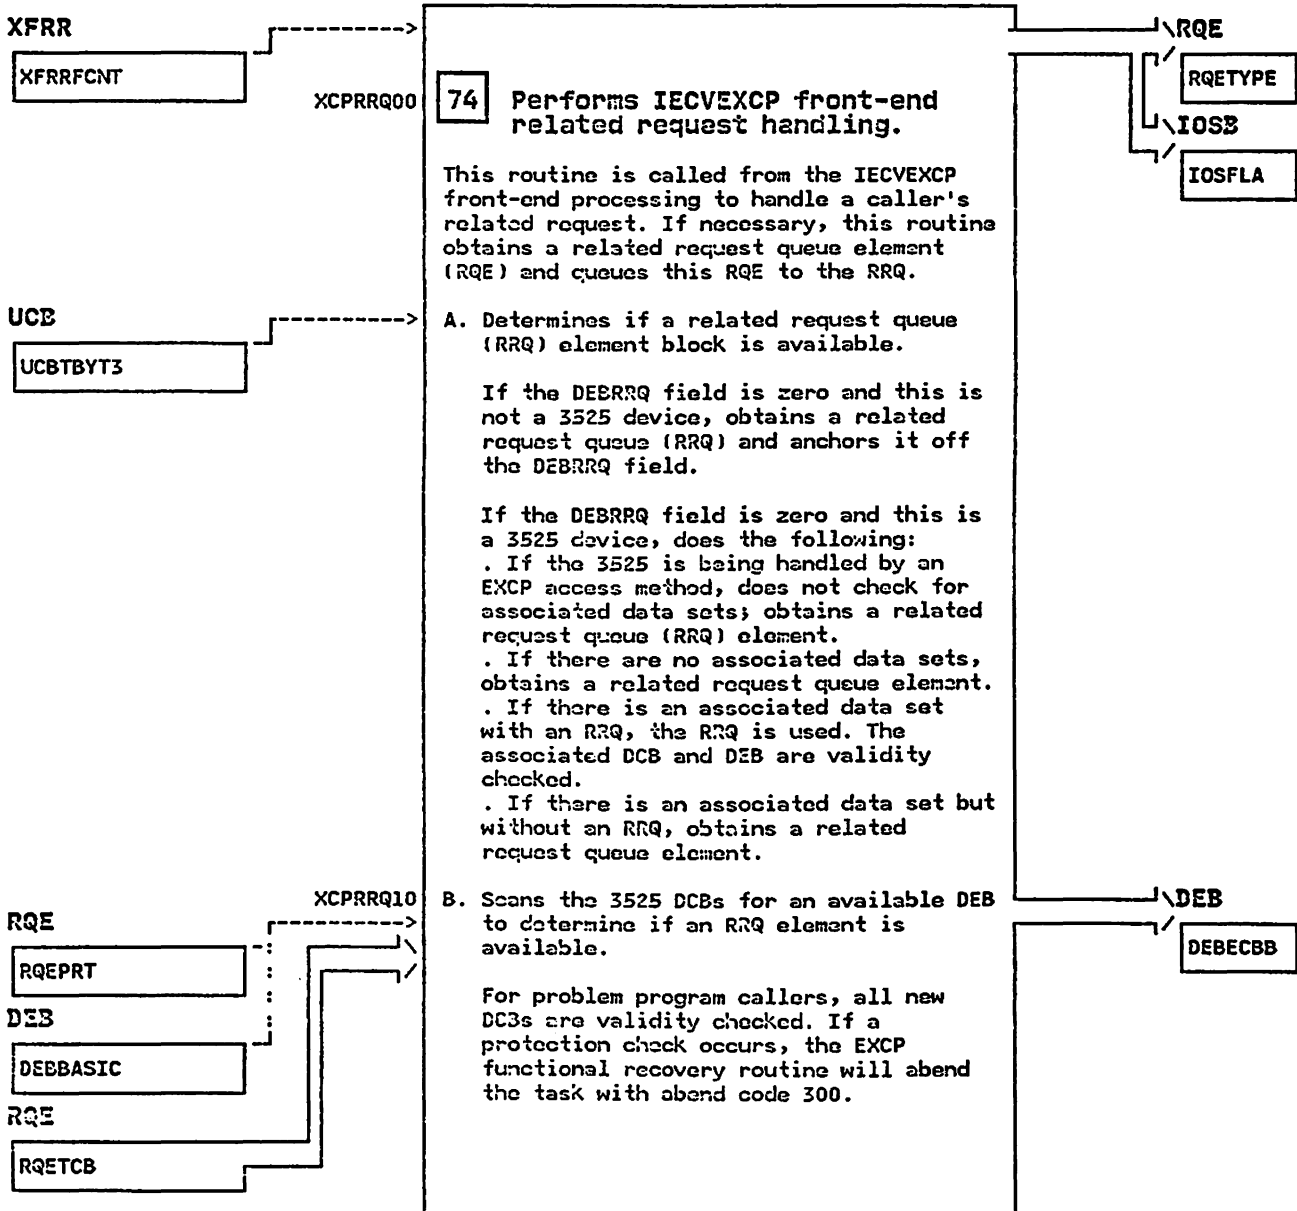 XFRR
XFRRFCNT
XCPRRQ00
74 Performs IECVEXCP front-end
related request handling.
RQE
RQETYPE
IOSB
IOSFLA
This routine is called from the IECVEXCP
front-end processing to handle a caller's
related request. If necessary, this routine
obtains a related request queue element
(RQE) and queues this RQE to the RRQ.
UCB
UCBTBYT3
A. Determines if a related request queue
(RRQ) element block is available.
If the DEBRRQ field is zero and this is
not a 3525 device, obtains a related
request queue (RRQ) and anchors it off
the DEBRRQ field.
If the DEBRRQ field is zero and this is
a 3525 device, does the following:
. If the 3525 is being handled by an
EXCP access method, does not check for
associated data sets; obtains a related
request queue (RRQ) element.
. If there are no associated data sets,
obtains a related request queue element.
. If there is an associated data set
with an RRQ, the RRQ is used. The
associated DCB and DEB are validity
checked.
. If there is an associated data set but
without an RRQ, obtains a related
request queue element.
XCPRRQ10
B. Scans the 3525 DCBs for an available DEB
to determine if an RRQ element is
available.
For problem program callers, all new
DCBs are validity checked. If a
protection check occurs, the EXCP
functional recovery routine will abend
the task with abend code 300.
RQE
RQEPRT
DEB
DEBBASIC
RQE
RQETCB
DEB
DEBECBB